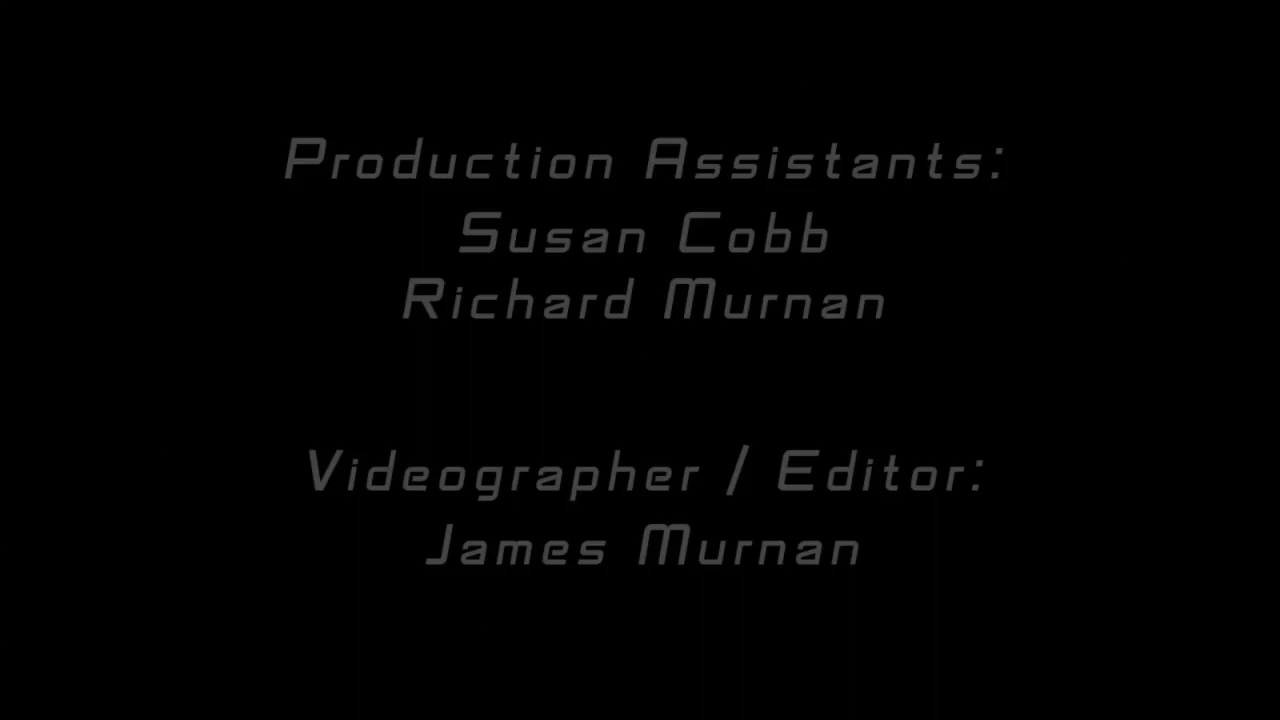 Production Assistants:
Susan Cobb
Richard Murnan
Videographer / Editor:
James Murnan